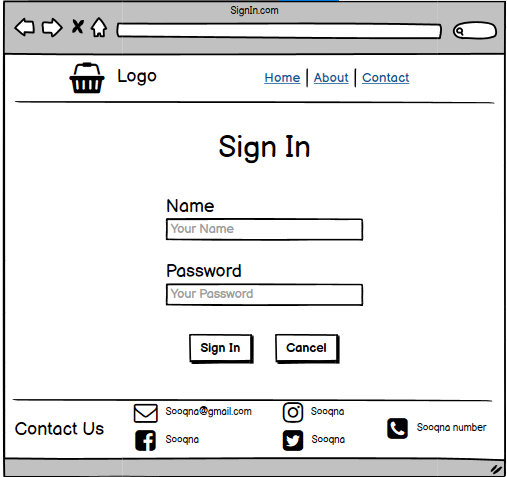 SignIn.com
Logo
Home | About | Contact
Sign In
Name
Your Name
Password
Your Password
Sign In Cancel
Contact Us
Sooqna@gmail.com
Sooqna
Sooqna
Sooqna
Sooqna number